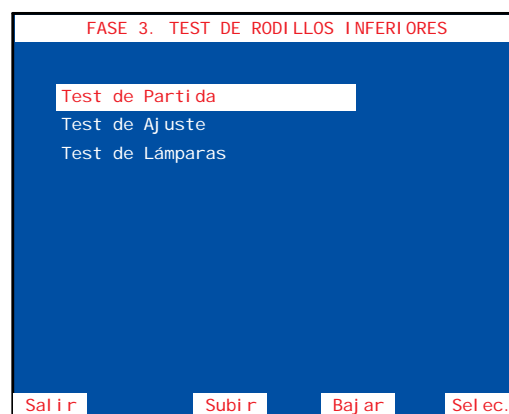 FASE 3. TEST DE RODILLOS INFERIORES
Test de Partida
Test de Ajuste
Test de Lámparas
Salir Subir Bajar Selec.